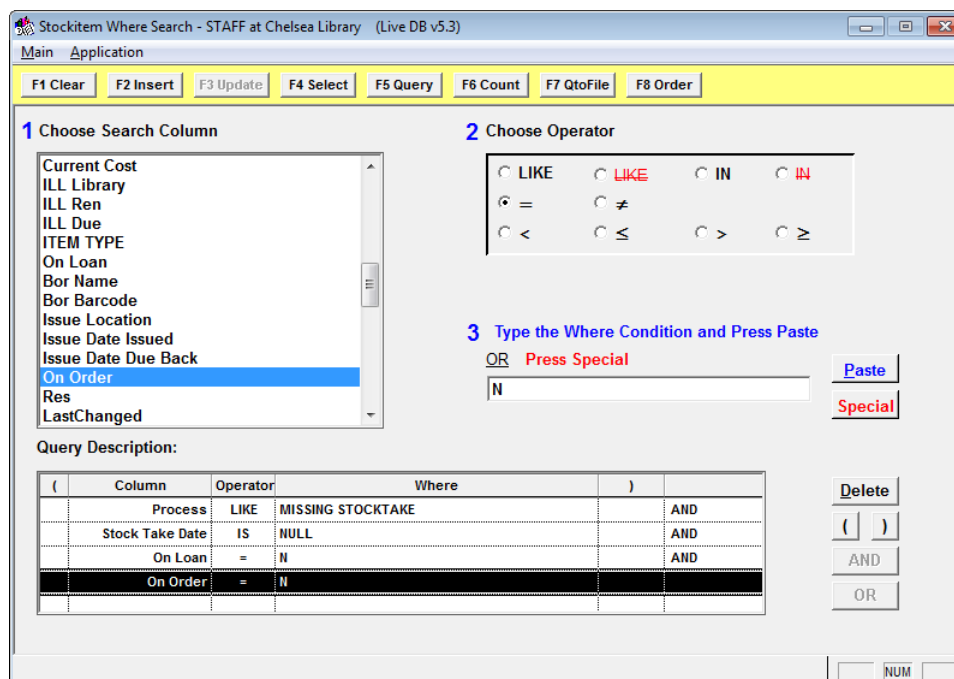 Stockitem Where Search - STAFF at Chelsea Library (Live DB v5.3)
Main Application
F1 Clear F2 Insert F3 Update F4 Select F5 Query F6 Count F7 QtoFile F8 Order
1 Choose Search Column
Current Cost
ILL Library
ILL Ren
ILL Due
ITEM TYPE
On Loan
Bor Name
Bor Barcode
Issue Location
Issue Date Issued
Issue Date Due Back
On Order
Res
LastChanged
2 Choose Operator
LIKE LIKE IN IN
= ≠
< ≤ > ≥
3 Type the Where Condition and Press Paste
OR Press Special
N
Paste
Special
Query Description:
( Column Operator Where )
Process LIKE MISSING STOCKTAKE AND
Stock Take Date IS NULL AND
On Loan = N AND
On Order = N
Delete
( )
AND
OR
NUM